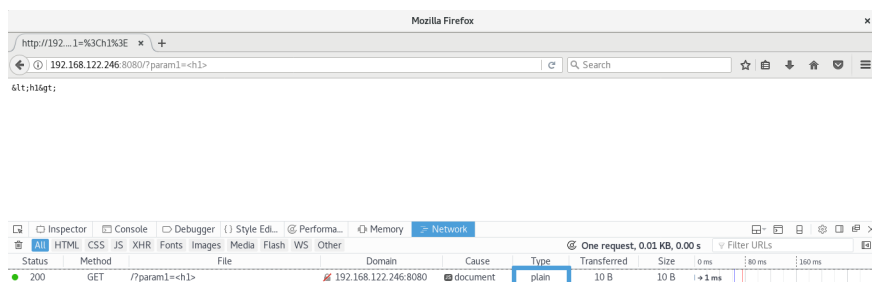 Mozilla Firefox ×
http://192....1=%3Ch1%3E × +
192.168.122.246:8080/?param1=<h1> Search
&lt;h1&gt;
Inspector Console Debugger {} Style Edi... Performa... Memory Network
All HTML CSS JS XHR Fonts Images Media Flash WS Other One request, 0.01 KB, 0.00 s Filter URLs
Status Method File Domain Cause Type Transferred Size 0 ms 80 ms 160 ms
200 GET /?param1=<h1> 192.168.122.246:8080 document plain 10 B 10 B → 1 ms